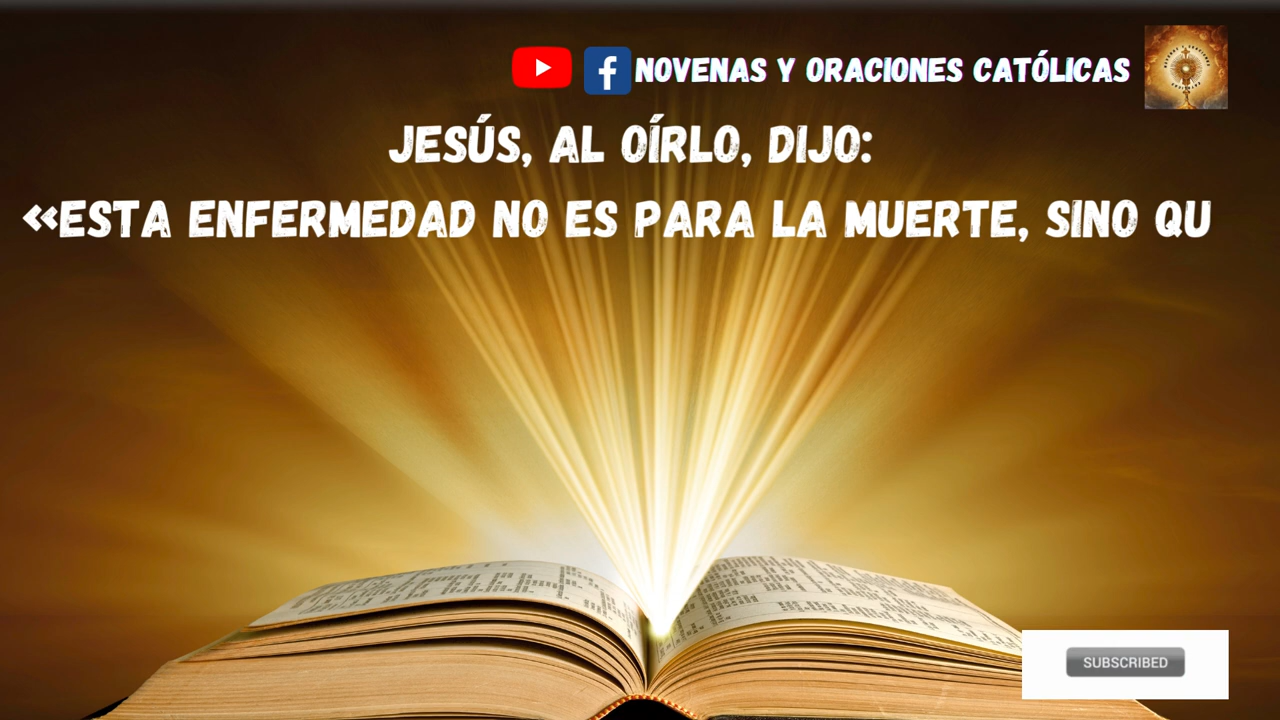 NOVENAS Y ORACIONES CATÓLICAS
JESÚS, AL OÍRLO, DIJO:
«ESTA ENFERMEDAD NO ES PARA LA MUERTE, SINO QU
SUBSCRIBED